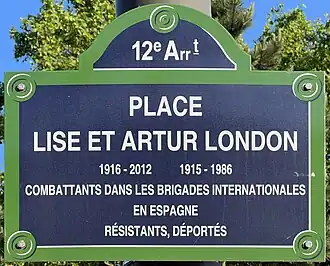 12e Arrt
PLACE
LISE ET ARTUR LONDON
1916 - 2012 1915 - 1986
COMBATTANTS DANS LES BRIGADES INTERNATIONALES
EN ESPAGNE
RÉSISTANTS, DÉPORTÉS